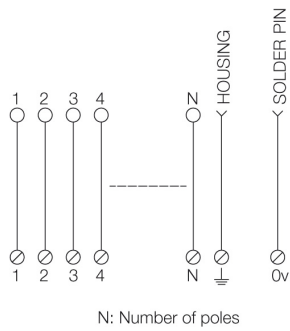 HOUSING
SOLDER PIN
1 2 3 4 N
1 2 3 4 N 0v
N: Number of poles